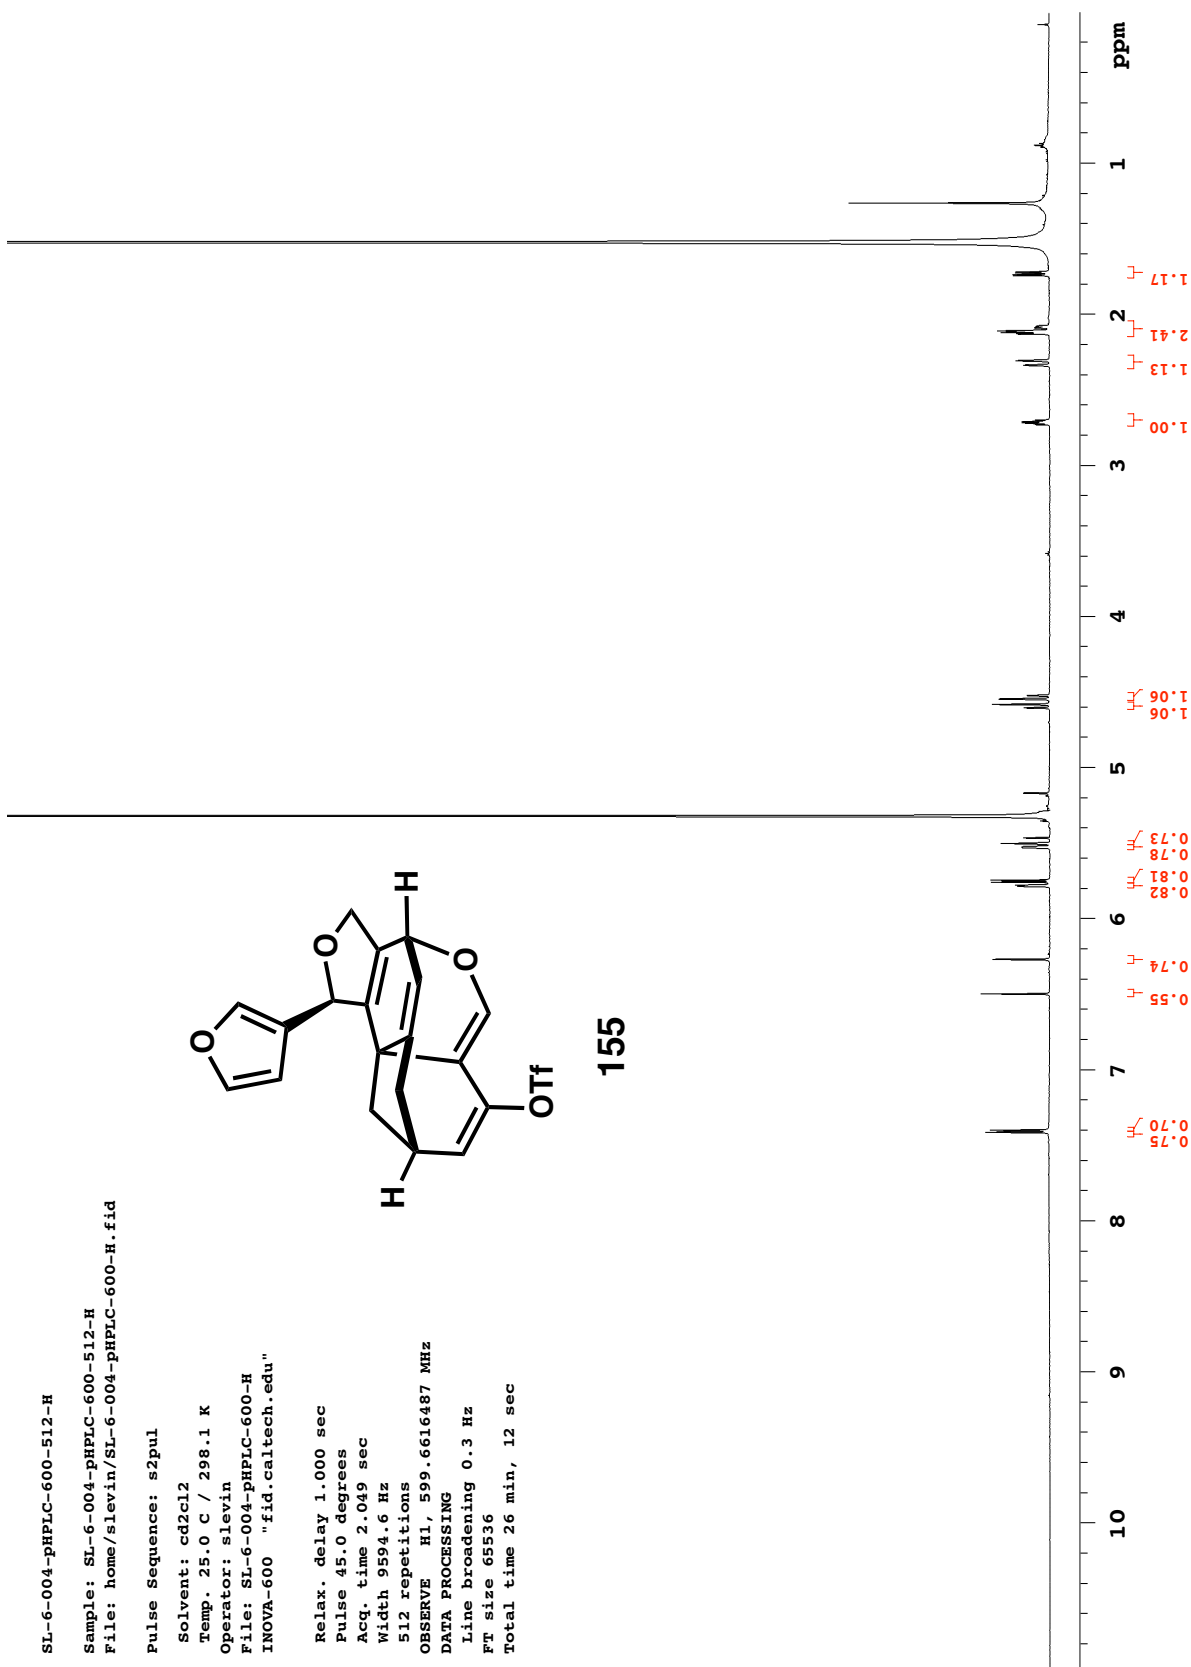 SL-6-004-pHPLC-600-512-H
Sample: SL-6-004-pHPLC-600-512-H
File: home/slevin/SL-6-004-pHPLC-600-H.fid
Pulse Sequence: s2pul
Solvent: cd2cl2
Temp. 25.0 C / 298.1 K
Operator: slevin
File: SL-6-004-pHPLC-600-H
INOVA-600 "fid.caltech.edu"
Relax. delay 1.000 sec
Pulse 45.0 degrees
Acq. time 2.049 sec
Width 9594.6 Hz
512 repetitions
OBSERVE H1, 599.6616487 MHz
DATA PROCESSING
Line broadening 0.3 Hz
FT size 65536
Total time 26 min, 12 sec
O
O
H
O
H
OTf
155
10 9 8 7 6 5 4 3 2 1 ppm
0.75
0.70
0.55
0.74
0.82
0.81
0.78
0.73
1.06
1.06
1.00
1.13
2.41
1.17